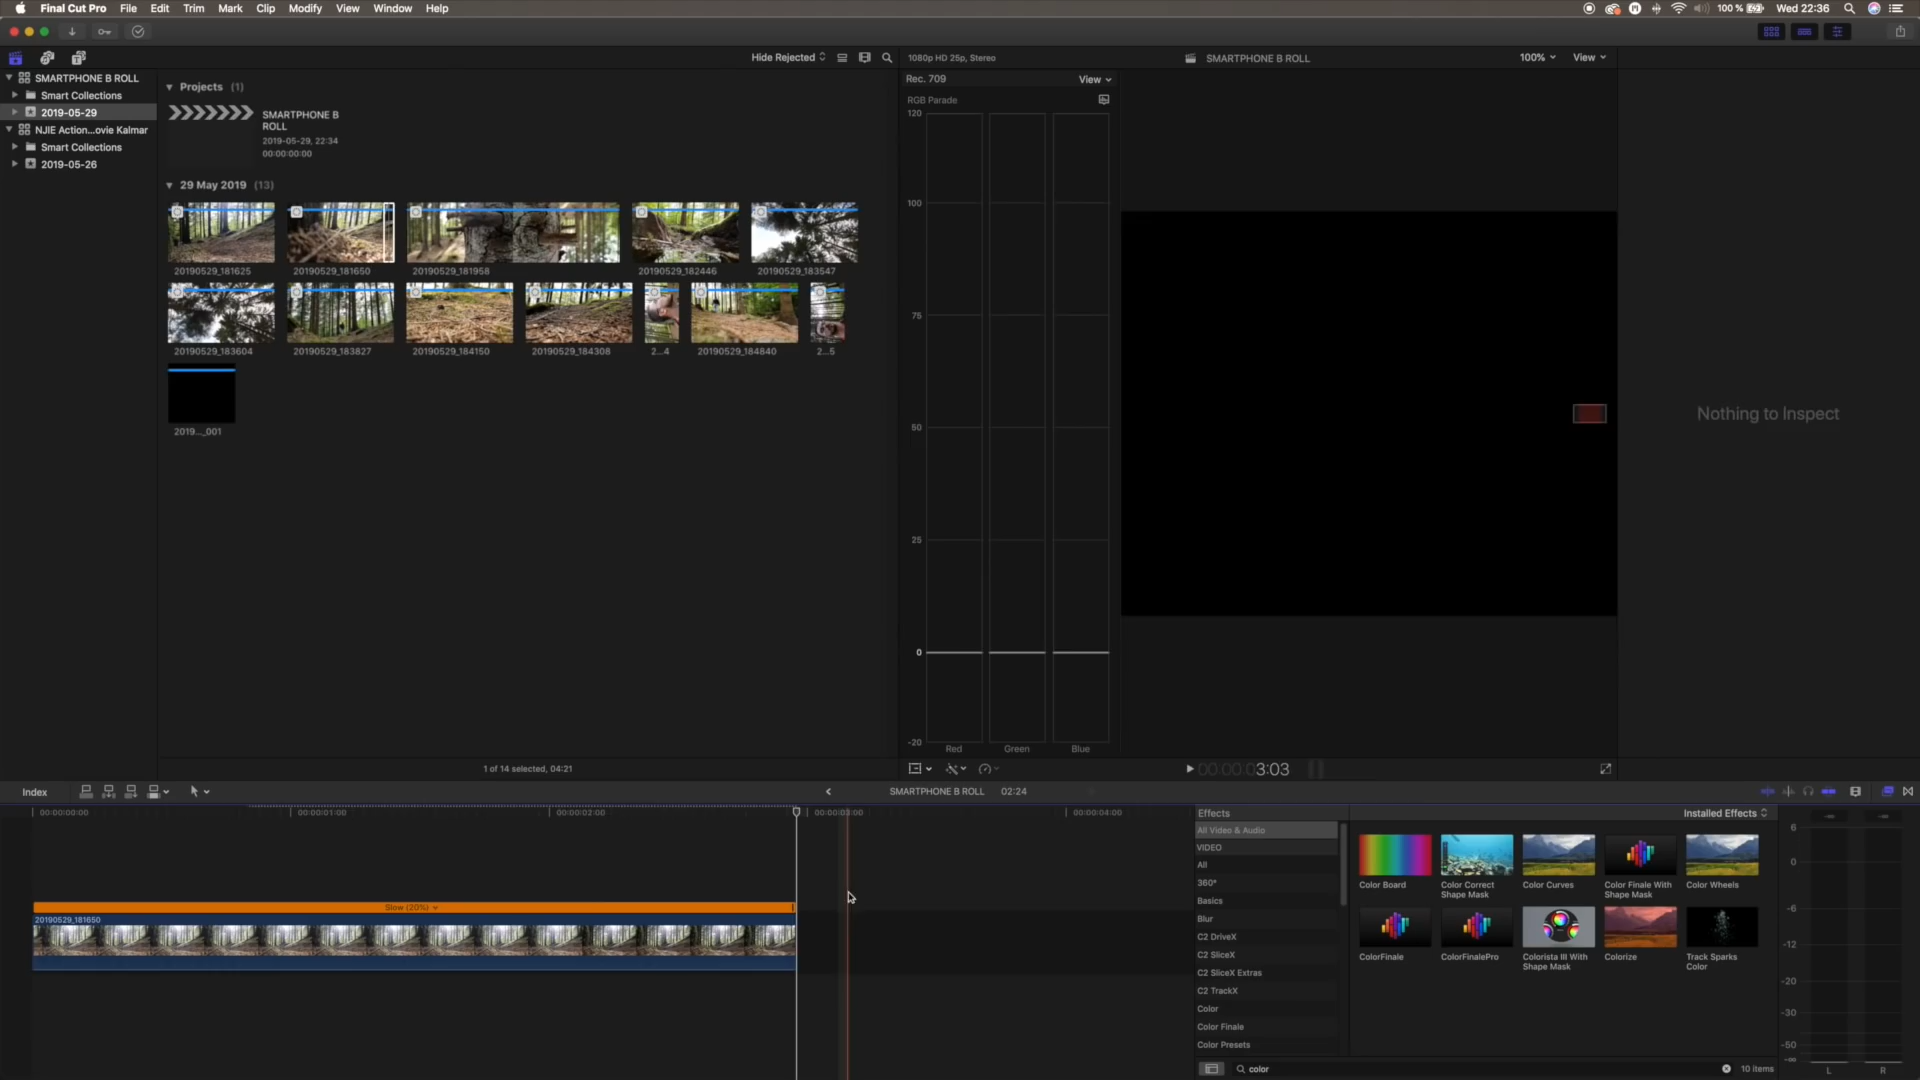 Final Cut Pro File Edit Trim Mark Clip Modify View Window Help
100 % Wed 22:36
Hide Rejected
1080p HD 25p, Stereo
SMARTPHONE B ROLL
100%
View
SMARTPHONE B ROLL
Smart Collections
2019-05-29
NJIE Action...ovie Kalmar
Smart Collections
2019-05-26
Projects (1)
SMARTPHONE B
ROLL
2019-05-29, 22:34
00:00:00:00
29 May 2019 (13)
20190529_181625
20190529_181650
20190529_181958
20190529_182446
20190529_183547
20190529_183604
20190529_183827
20190529_184150
20190529_184308
2...4
20190529_184840
2...5
2019..._001
1 of 14 selected, 04:21
Rec. 709
View
RGB Parade
120
100
75
50
25
0
-20
Red
Green
Blue
00:00:03:03
Nothing to Inspect
Index
SMARTPHONE B ROLL
02:24
00:00:00:00
00:00:01:00
00:00:02:00
00:00:03:00
00:00:04:00
Slow (20%)
20190529_181650
Effects
Installed Effects
All Video & Audio
VIDEO
All
360°
Basics
Blur
C2 DriveX
C2 SliceX
C2 SliceX Extras
C2 TrackX
Color
Color Finale
Color Presets
Color Board
Color Correct
Shape Mask
Color Curves
Color Finale With
Shape Mask
Color Wheels
ColorFinale
ColorFinalePro
Colorista III With
Shape Mask
Colorize
Track Sparks
Color
color
10 items
6
0
-6
-12
-20
-30
-50
-∞
L
R